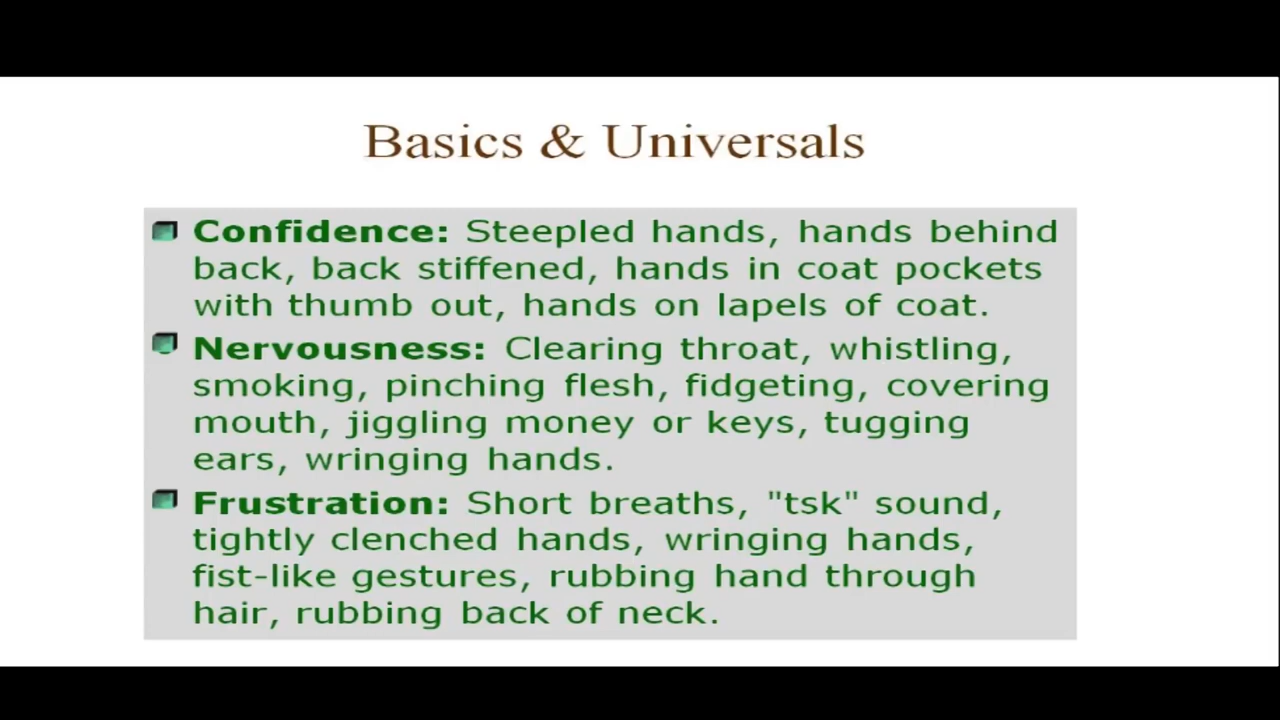 Basics & Universals
Confidence: Steepled hands, hands behind
back, back stiffened, hands in coat pockets
with thumb out, hands on lapels of coat.
Nervousness: Clearing throat, whistling,
smoking, pinching flesh, fidgeting, covering
mouth, jiggling money or keys, tugging
ears, wringing hands.
Frustration: Short breaths, "tsk" sound,
tightly clenched hands, wringing hands,
fist-like gestures, rubbing hand through
hair, rubbing back of neck.